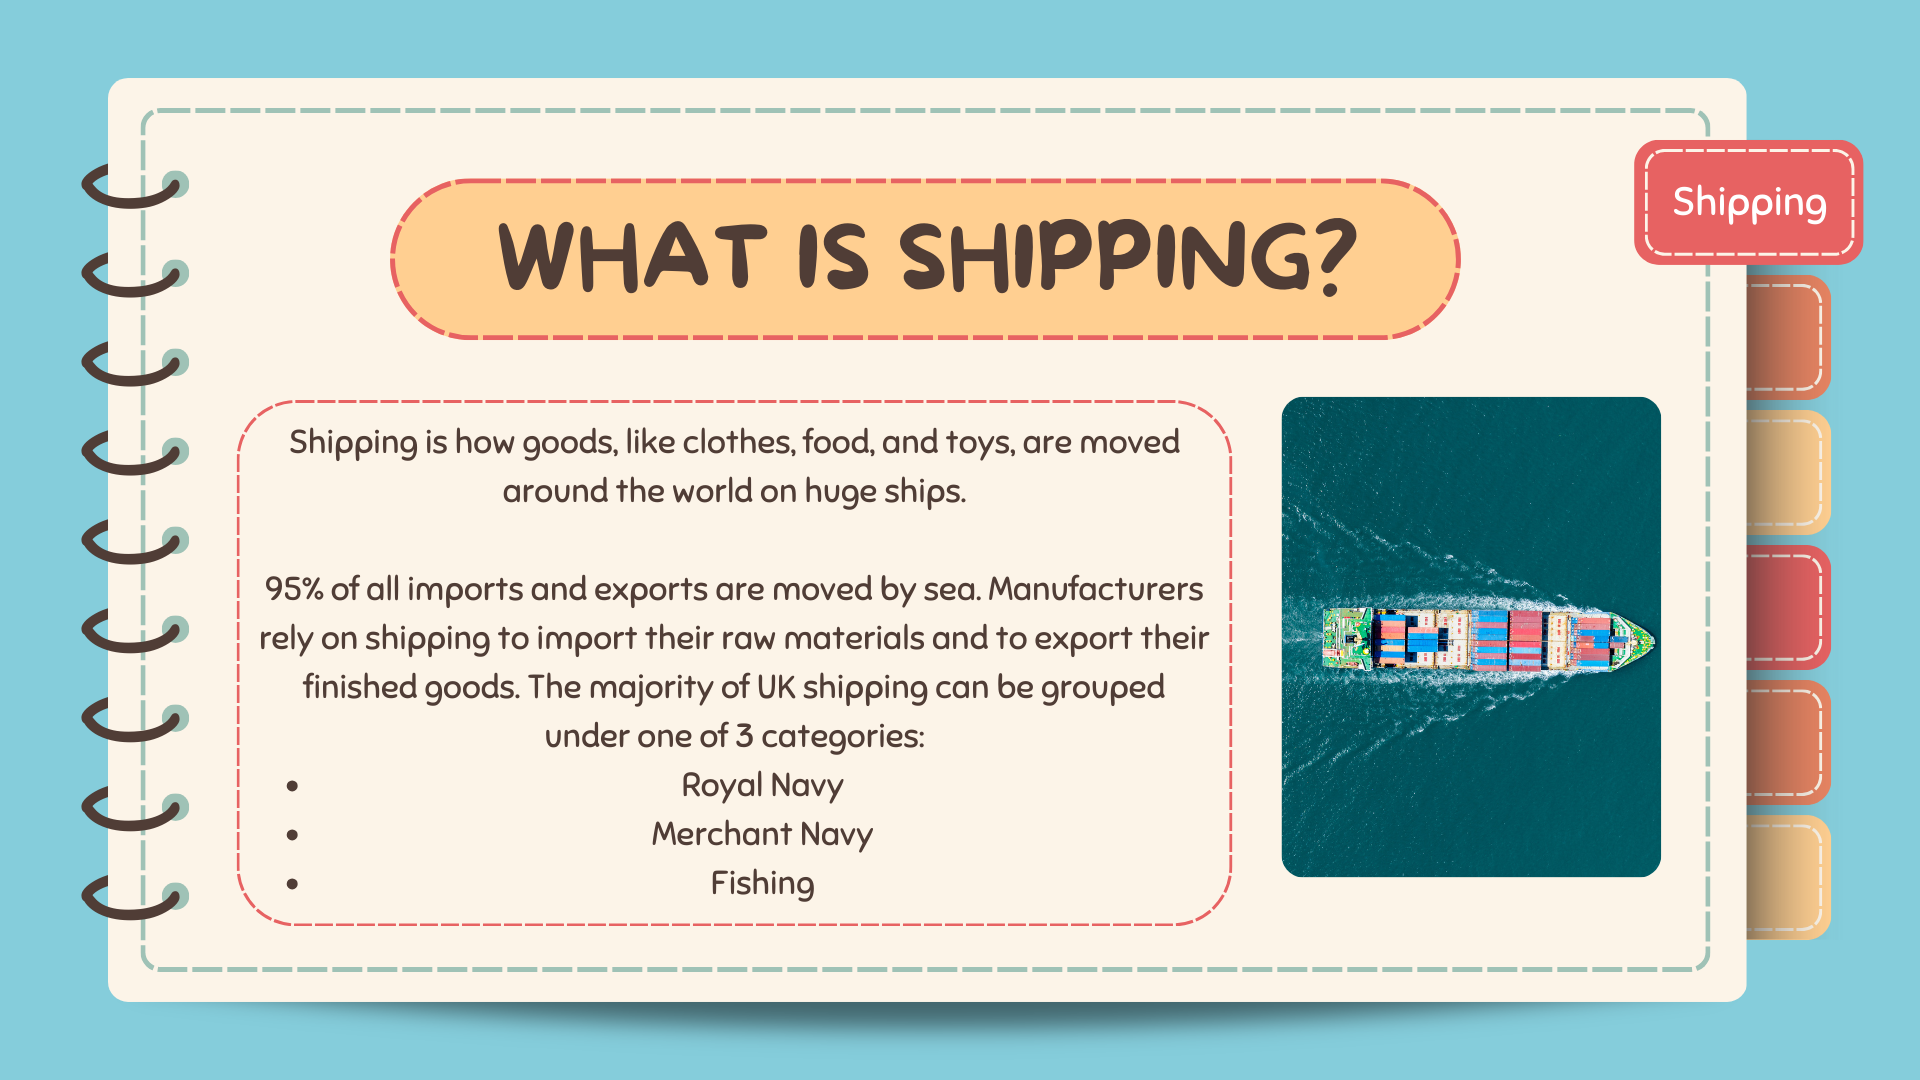 Shipping
WHAT IS SHIPPING?
Shipping is how goods, like clothes, food, and toys, are moved
around the world on huge ships.
95% of all imports and exports are moved by sea. Manufacturers
rely on shipping to import their raw materials and to export their
finished goods. The majority of UK shipping can be grouped
under one of 3 categories:
• Royal Navy
• Merchant Navy
• Fishing